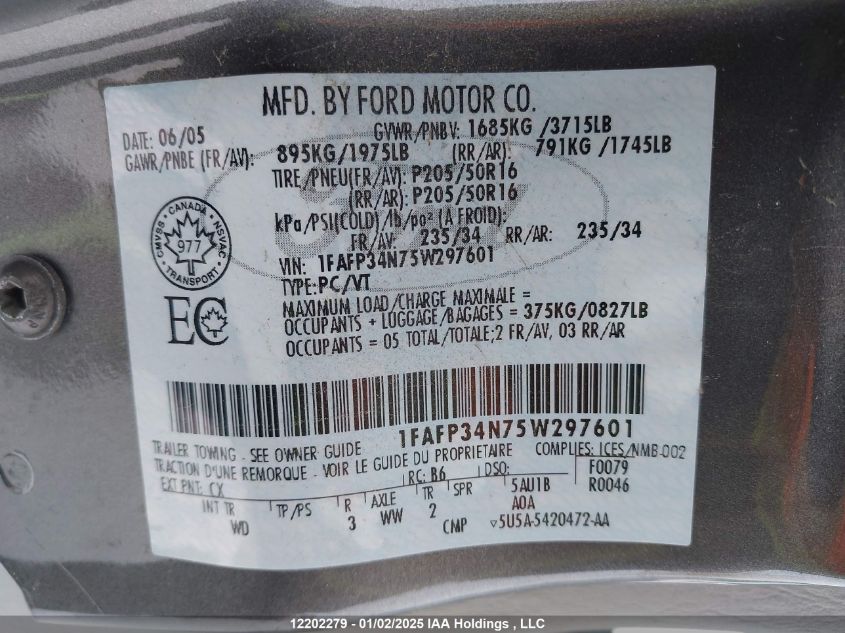 MFD. BY FORD MOTOR CO.
DATE: 06/05 GVWR/PNBV: 1685KG /3715LB
GAWR/PNBE (FR/AV): 895KG/1975LB (RR/AR): 791KG /1745LB
TIRE/PNEU(FR/AV): P205/50R16
(RR/AR): P205/50R16
kPa/PSI(COLD)/lb/po² (A FROID):
FR/AV: 235/34 RR/AR: 235/34
VIN: 1FAFP34N75W297601
TYPE:PC/VT
MAXIMUM LOAD/CHARGE MAXIMALE =
OCCUPANTS + LUGGAGE/BAGAGES = 375KG/0827LB
OCCUPANTS = 05 TOTAL/TOTALE;2 FR/AV, 03 RR/AR
CMVSS · CANADA · NSVAC
977
TRANSPORT
EC
1FAFP34N75W297601
TRAILER TOWING - SEE OWNER GUIDE COMPLIES: ICES/NMB-002
TRACTION D'UNE REMORQUE - VOIR LE GUIDE DU PROPRIETAIRE F0079
EXT PNT: CX RC: B6 DSO: R0046
INT TR TP/PS R AXLE TR SPR 5AU1B
WD 3 WW 2 A0A
CMP ▽5U5A-5420472-AA
12202279 - 01/02/2025 IAA Holdings , LLC